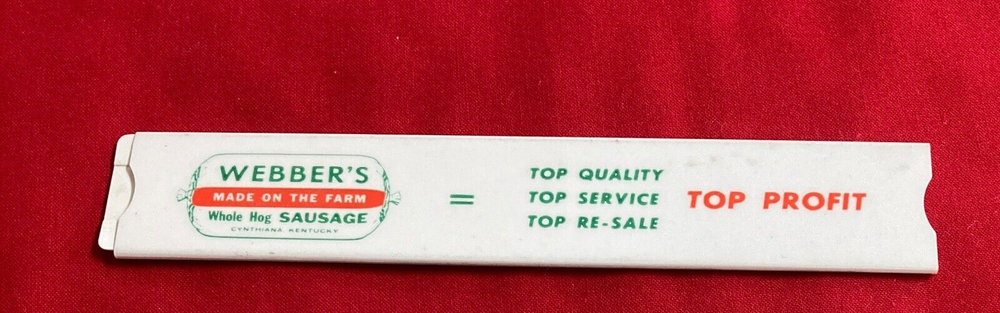 WEBBER'S
MADE ON THE FARM
Whole Hog SAUSAGE
CYNTHIANA, KENTUCKY
=
TOP QUALITY
TOP SERVICE
TOP RE-SALE
TOP PROFIT